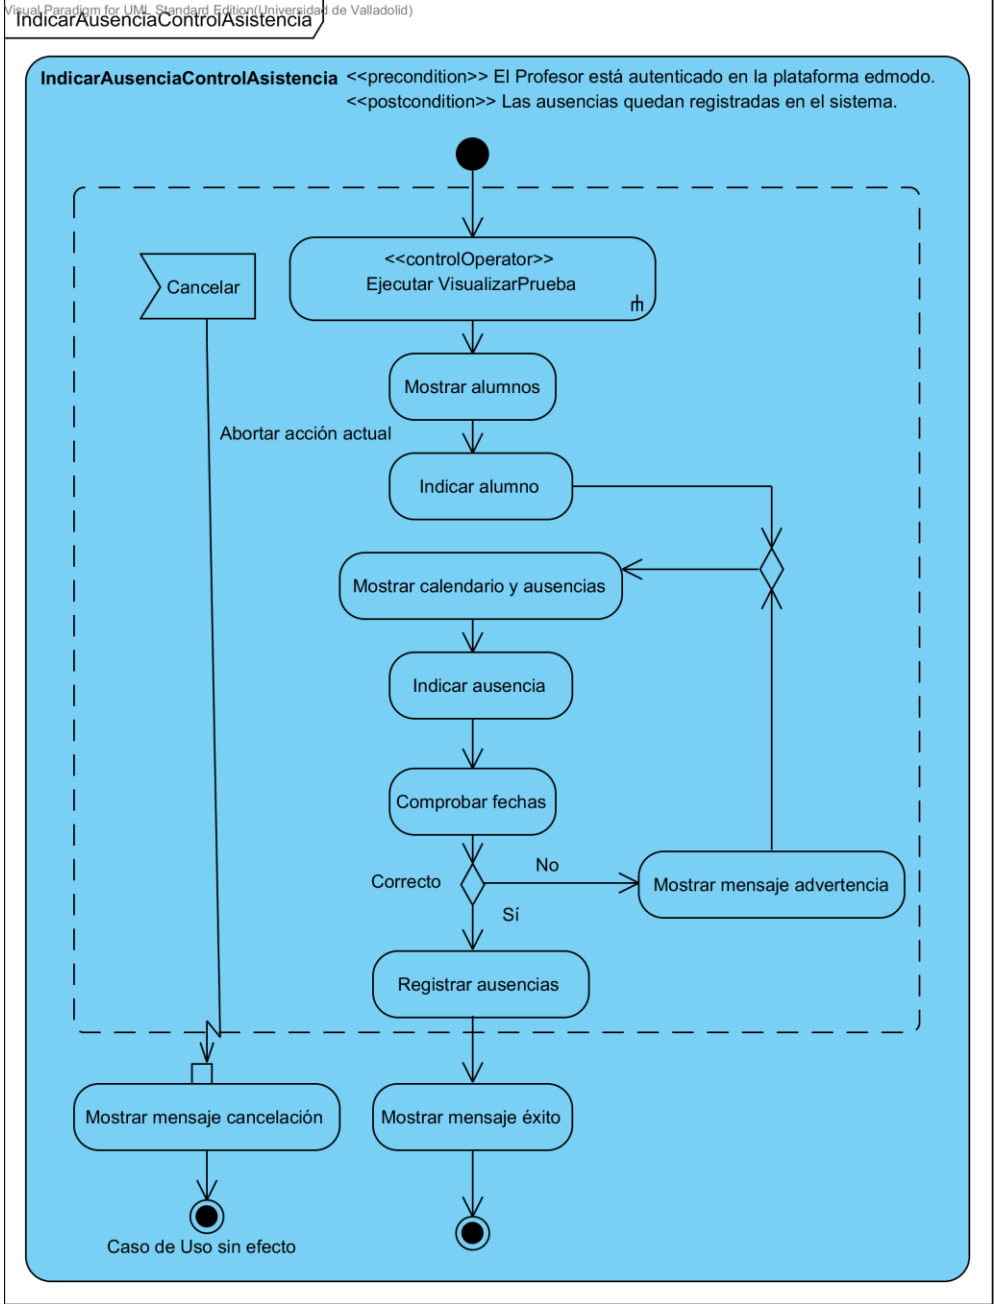 Visual Paradigm for UML Standard Edition(Universidad de Valladolid)
IndicarAusenciaControlAsistencia
IndicarAusenciaControlAsistencia <<precondition>> El Profesor está autenticado en la plataforma edmodo.
<<postcondition>> Las ausencias quedan registradas en el sistema.
<<controlOperator>>
Ejecutar VisualizarPrueba
Cancelar
Mostrar alumnos
Abortar acción actual
Indicar alumno
Mostrar calendario y ausencias
Indicar ausencia
Comprobar fechas
Correcto
No
Mostrar mensaje advertencia
Sí
Registrar ausencias
Mostrar mensaje cancelación
Mostrar mensaje éxito
Caso de Uso sin efecto